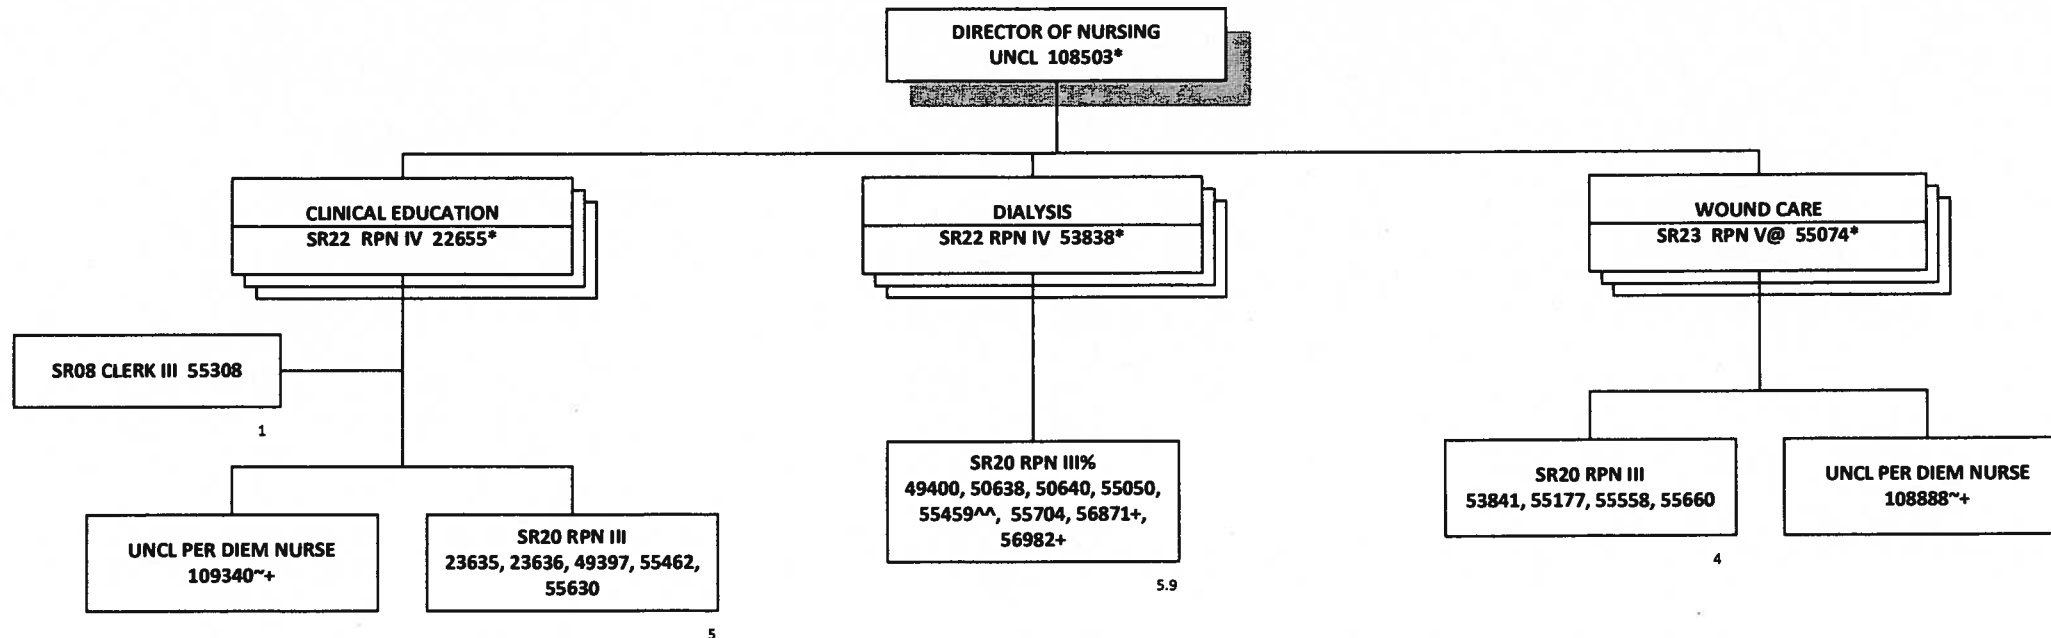 DIRECTOR OF NURSING
UNCL 108503*
CLINICAL EDUCATION
SR22 RPN IV 22655*
DIALYSIS
SR22 RPN IV 53838*
WOUND CARE
SR23 RPN V@ 55074*
SR08 CLERK III 55308
1
UNCL PER DIEM NURSE
109340~+
SR20 RPN III
23635, 23636, 49397, 55462,
55630
5
SR20 RPN III%
49400, 50638, 50640, 55050,
55459^^, 55704, 56871+,
56982+
5.9
SR20 RPN III
53841, 55177, 55558, 55660
4
UNCL PER DIEM NURSE
108888~+